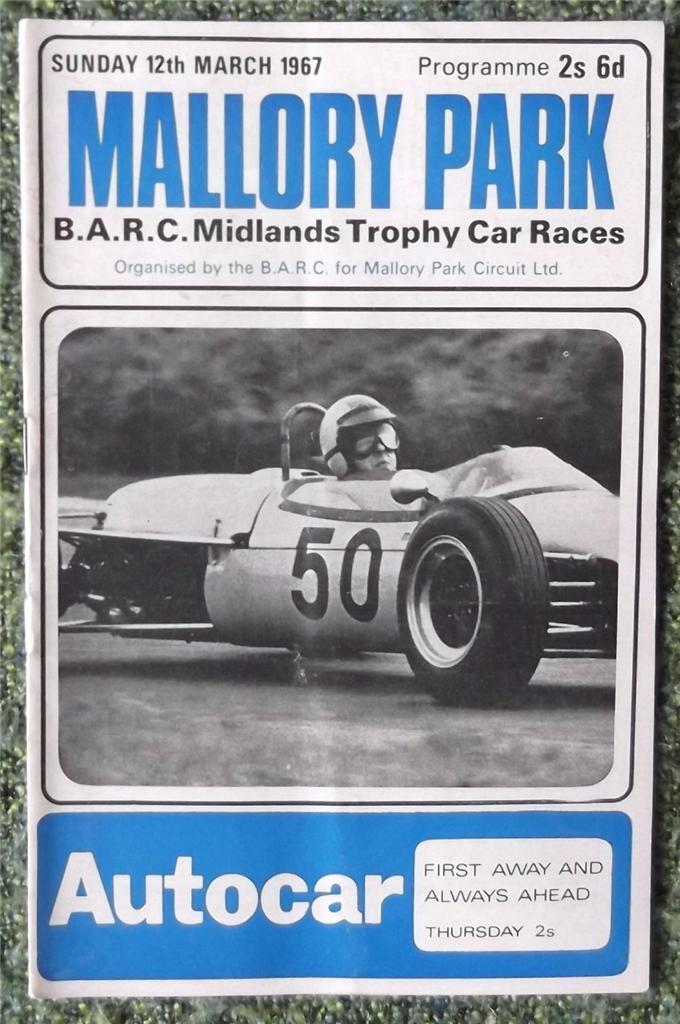 SUNDAY 12th MARCH 1967 Programme 2s 6d
MALLORY PARK
B.A.R.C. Midlands Trophy Car Races
Organised by the B.A.R.C. for Mallory Park Circuit Ltd.
50
Autocar
FIRST AWAY AND
ALWAYS AHEAD
THURSDAY 2s